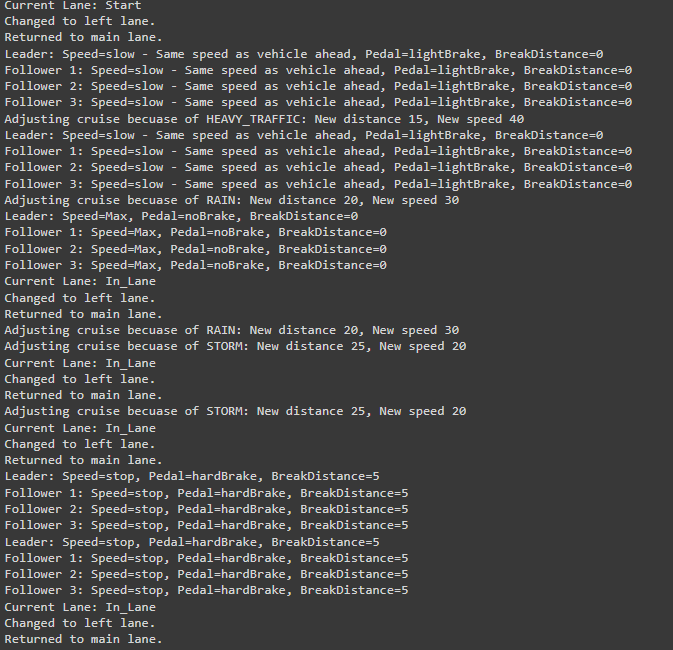 Current Lane: Start
Changed to left lane.
Returned to main lane.
Leader: Speed=slow - Same speed as vehicle ahead, Pedal=lightBrake, BreakDistance=0
Follower 1: Speed=slow - Same speed as vehicle ahead, Pedal=lightBrake, BreakDistance=0
Follower 2: Speed=slow - Same speed as vehicle ahead, Pedal=lightBrake, BreakDistance=0
Follower 3: Speed=slow - Same speed as vehicle ahead, Pedal=lightBrake, BreakDistance=0
Adjusting cruise becuase of HEAVY_TRAFFIC: New distance 15, New speed 40
Leader: Speed=slow - Same speed as vehicle ahead, Pedal=lightBrake, BreakDistance=0
Follower 1: Speed=slow - Same speed as vehicle ahead, Pedal=lightBrake, BreakDistance=0
Follower 2: Speed=slow - Same speed as vehicle ahead, Pedal=lightBrake, BreakDistance=0
Follower 3: Speed=slow - Same speed as vehicle ahead, Pedal=lightBrake, BreakDistance=0
Adjusting cruise becuase of RAIN: New distance 20, New speed 30
Leader: Speed=Max, Pedal=noBrake, BreakDistance=0
Follower 1: Speed=Max, Pedal=noBrake, BreakDistance=0
Follower 2: Speed=Max, Pedal=noBrake, BreakDistance=0
Follower 3: Speed=Max, Pedal=noBrake, BreakDistance=0
Current Lane: In_Lane
Changed to left lane.
Returned to main lane.
Adjusting cruise becuase of RAIN: New distance 20, New speed 30
Adjusting cruise becuase of STORM: New distance 25, New speed 20
Current Lane: In_Lane
Changed to left lane.
Returned to main lane.
Adjusting cruise becuase of STORM: New distance 25, New speed 20
Current Lane: In_Lane
Changed to left lane.
Returned to main lane.
Leader: Speed=stop, Pedal=hardBrake, BreakDistance=5
Follower 1: Speed=stop, Pedal=hardBrake, BreakDistance=5
Follower 2: Speed=stop, Pedal=hardBrake, BreakDistance=5
Follower 3: Speed=stop, Pedal=hardBrake, BreakDistance=5
Leader: Speed=stop, Pedal=hardBrake, BreakDistance=5
Follower 1: Speed=stop, Pedal=hardBrake, BreakDistance=5
Follower 2: Speed=stop, Pedal=hardBrake, BreakDistance=5
Follower 3: Speed=stop, Pedal=hardBrake, BreakDistance=5
Current Lane: In_Lane
Changed to left lane.
Returned to main lane.